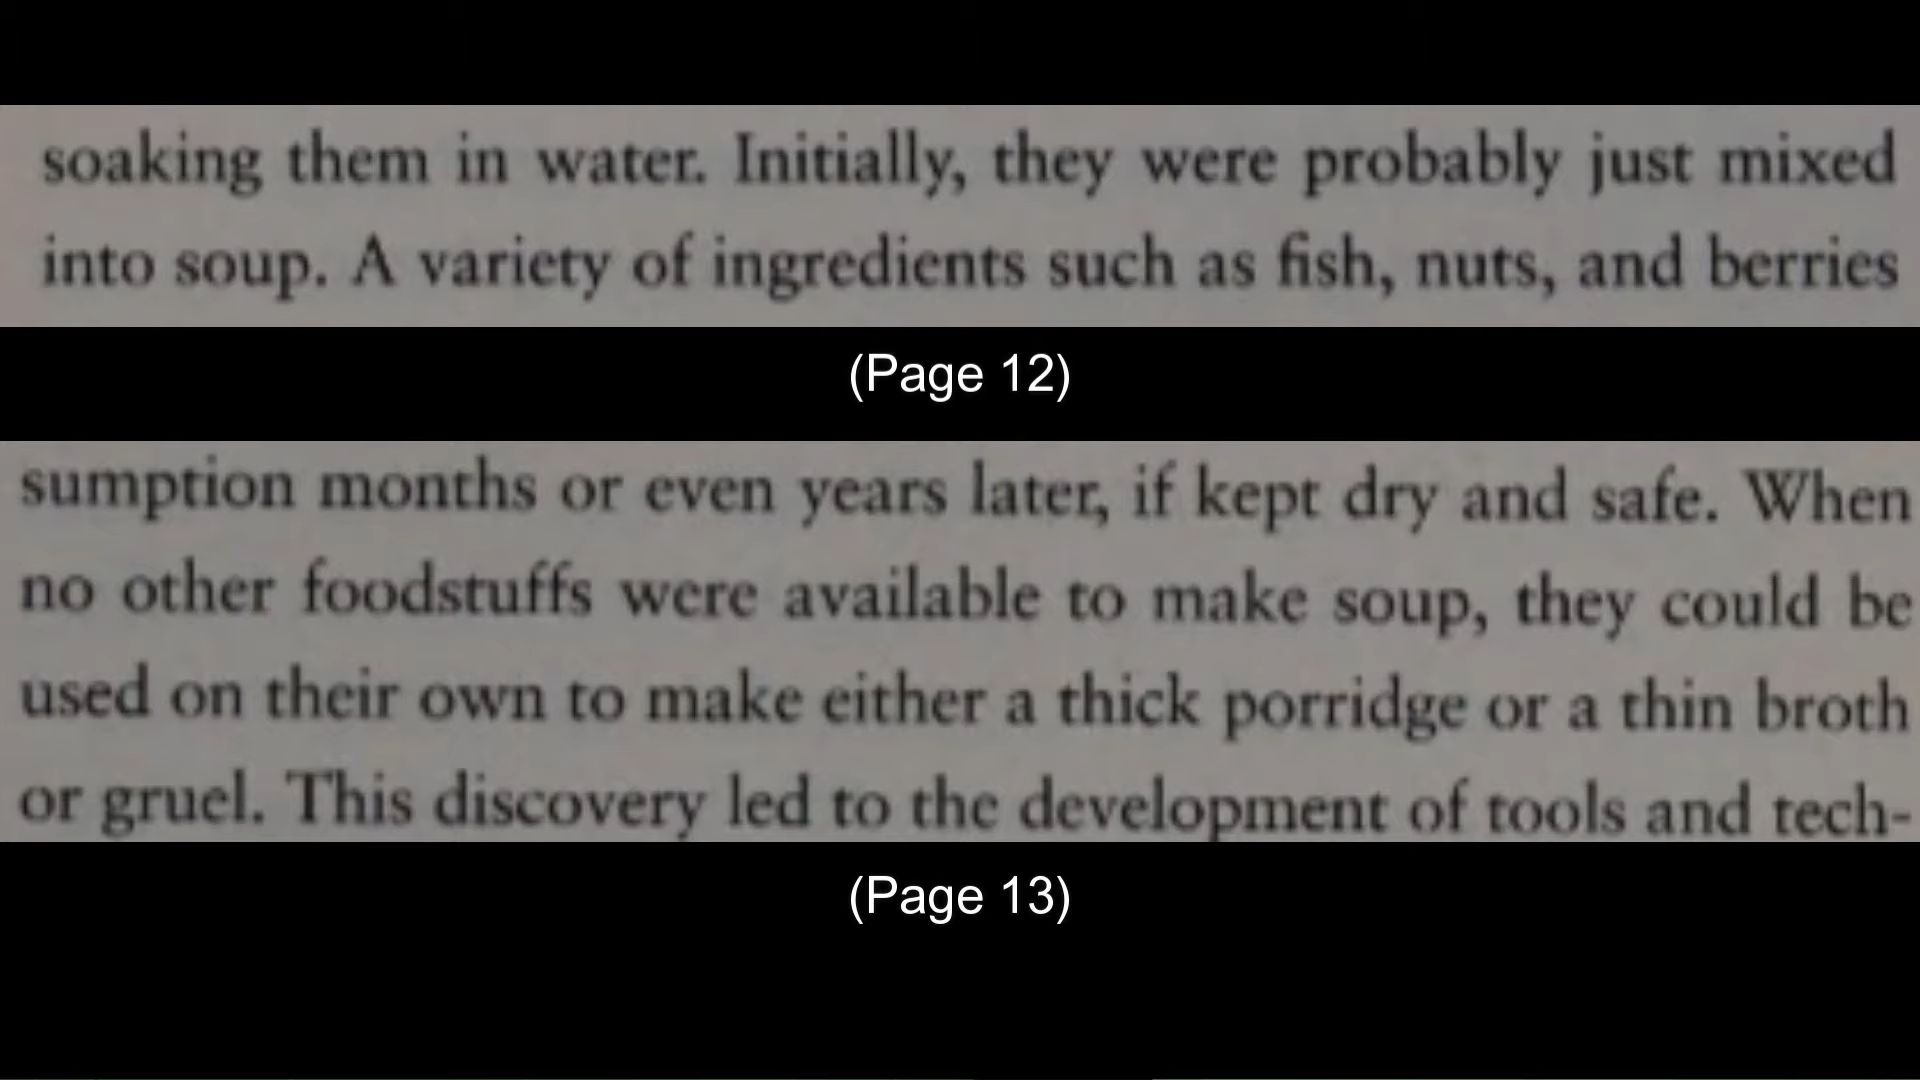 soaking them in water. Initially, they were probably just mixed
into soup. A variety of ingredients such as fish, nuts, and berries
(Page 12)
sumption months or even years later, if kept dry and safe. When
no other foodstuffs were available to make soup, they could be
used on their own to make either a thick porridge or a thin broth
or gruel. This discovery led to the development of tools and tech-
(Page 13)